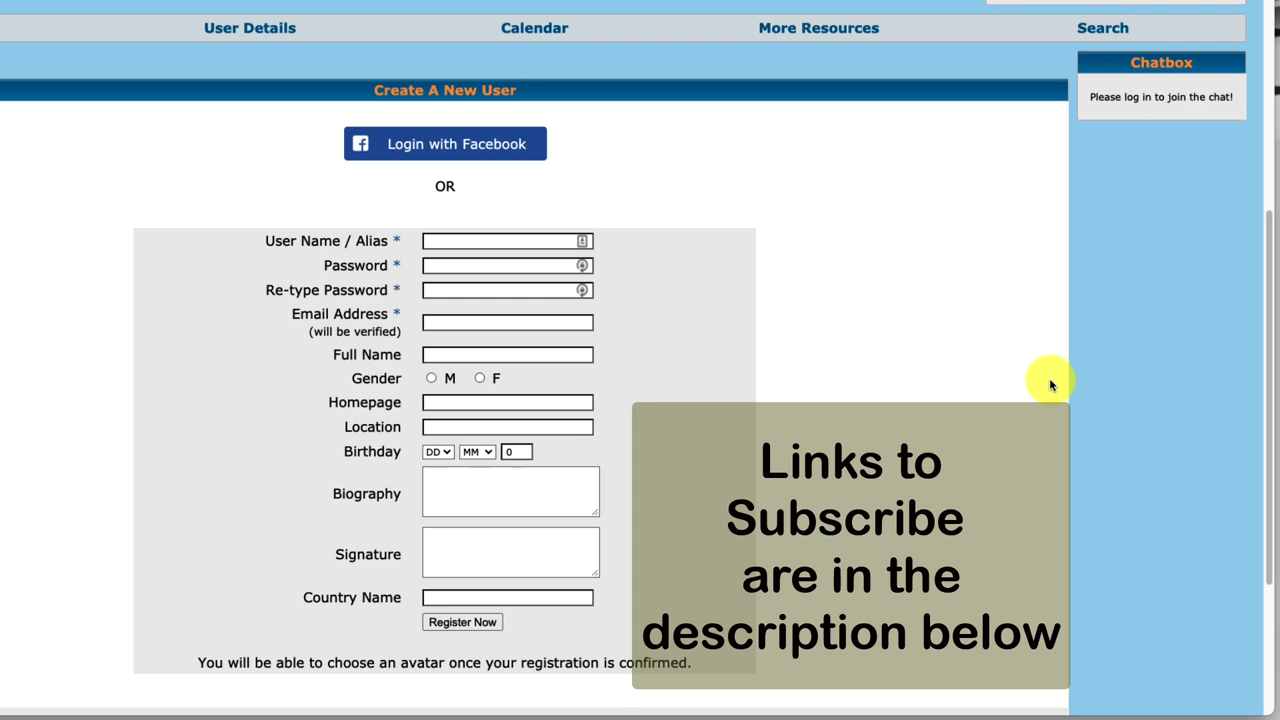 User Details Calendar More Resources Search
Create A New User
Chatbox
Please log in to join the chat!
Login with Facebook
OR
User Name / Alias *
Password *
Re-type Password *
Email Address *
(will be verified)
Full Name
Gender M F
Homepage
Location
Birthday DD MM 0
Biography
Signature
Country Name
Register Now
You will be able to choose an avatar once your registration is confirmed.
Links to
Subscribe
are in the
description below